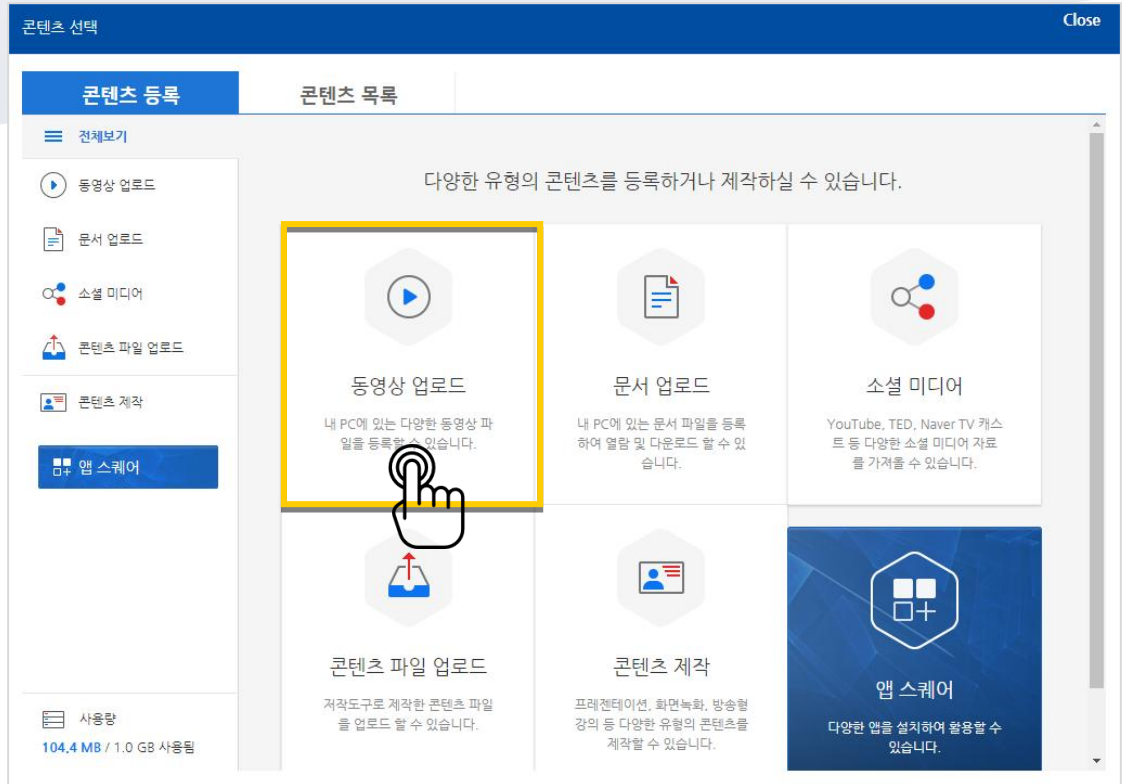 콘텐츠 선택
Close
콘텐츠 등록
콘텐츠 목록
전체보기
동영상 업로드
문서 업로드
소셜 미디어
콘텐츠 파일 업로드
콘텐츠 제작
앱 스퀘어
사용량
104.4 MB / 1.0 GB 사용됨
다양한 유형의 콘텐츠를 등록하거나 제작하실 수 있습니다.
동영상 업로드
내 PC에 있는 다양한 동영상 파
일을 등록할 수 있습니다.
문서 업로드
내 PC에 있는 문서 파일을 등록
하여 열람 및 다운로드 할 수 있
습니다.
소셜 미디어
YouTube, TED, Naver TV 캐스
트 등 다양한 소셜 미디어 자료
를 가져올 수 있습니다.
콘텐츠 파일 업로드
저작도구로 제작한 콘텐츠 파일
을 업로드 할 수 있습니다.
콘텐츠 제작
프레젠테이션, 화면녹화, 방송형
강의 등 다양한 유형의 콘텐츠를
제작할 수 있습니다.
앱 스퀘어
다양한 앱을 설치하여 활용할 수
있습니다.